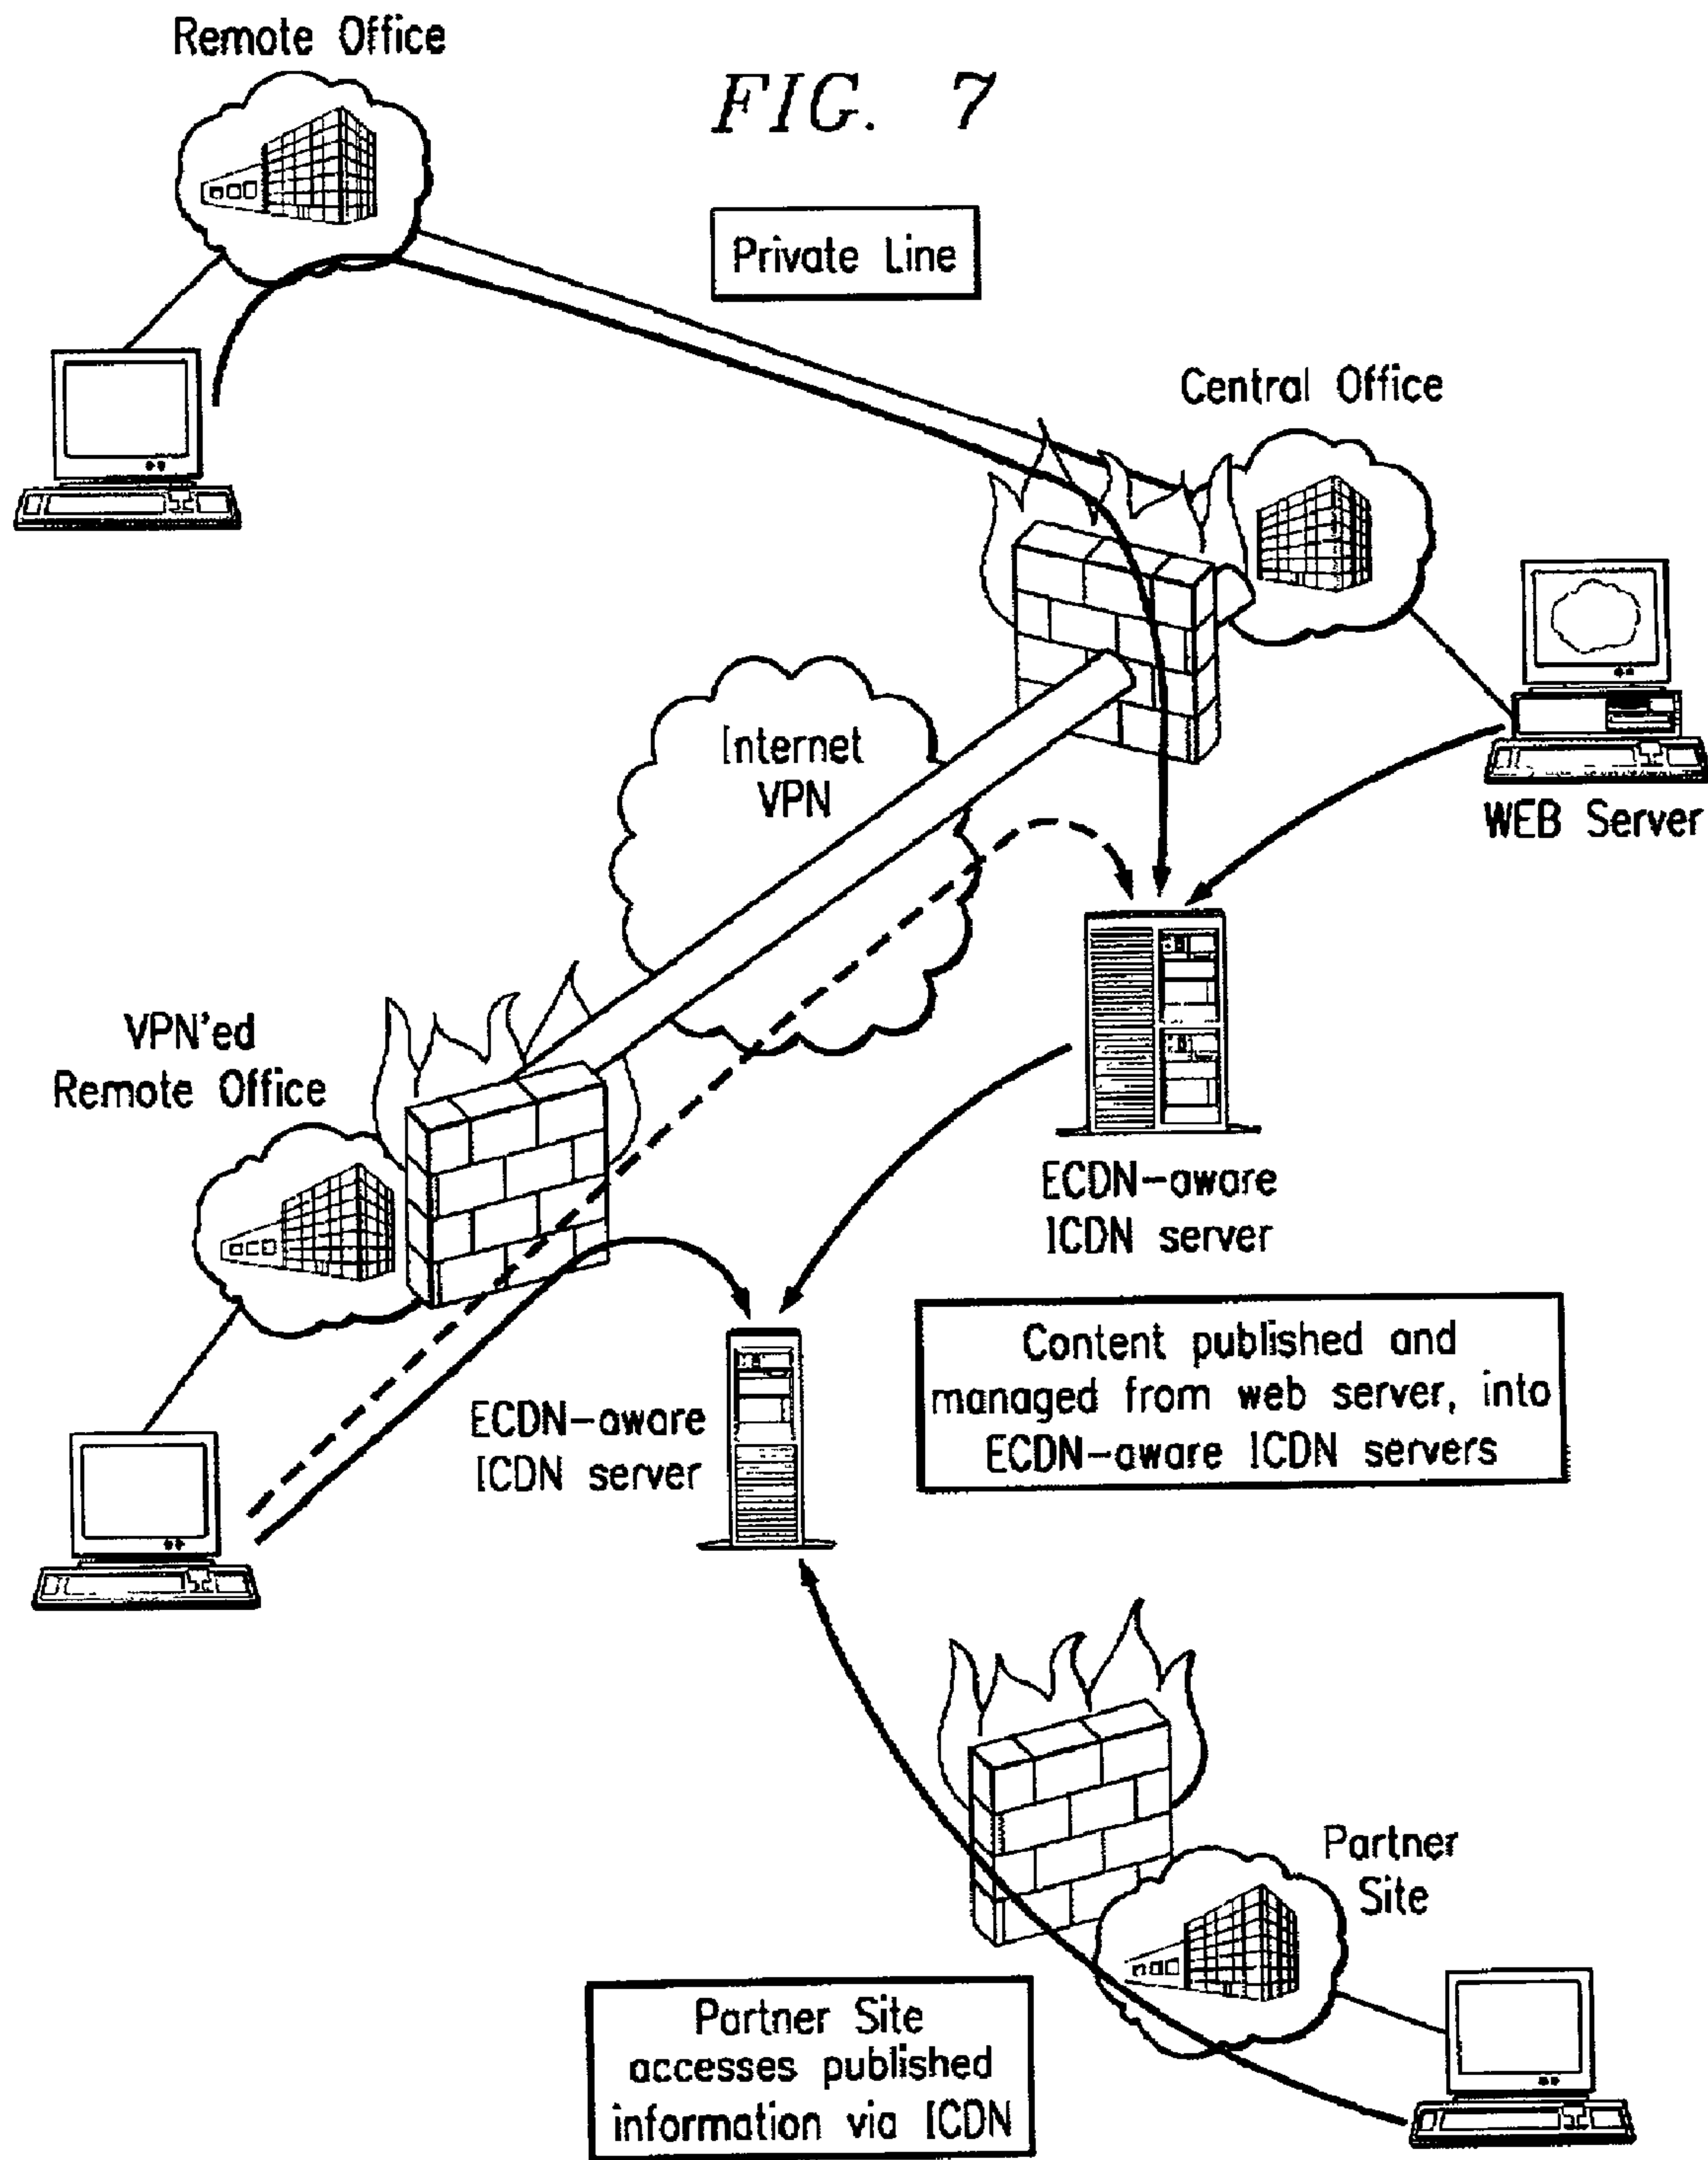 Remote Office
FIG. 7
Private Line
Central Office
Internet
VPN
WEB Server
VPN'ed
Remote Office
ECDN-aware
ICDN server
ECDN-aware
ICDN server
Content published and
managed from web server, into
ECDN-aware ICDN servers
Partner
Site
Partner Site
accesses published
information via ICDN